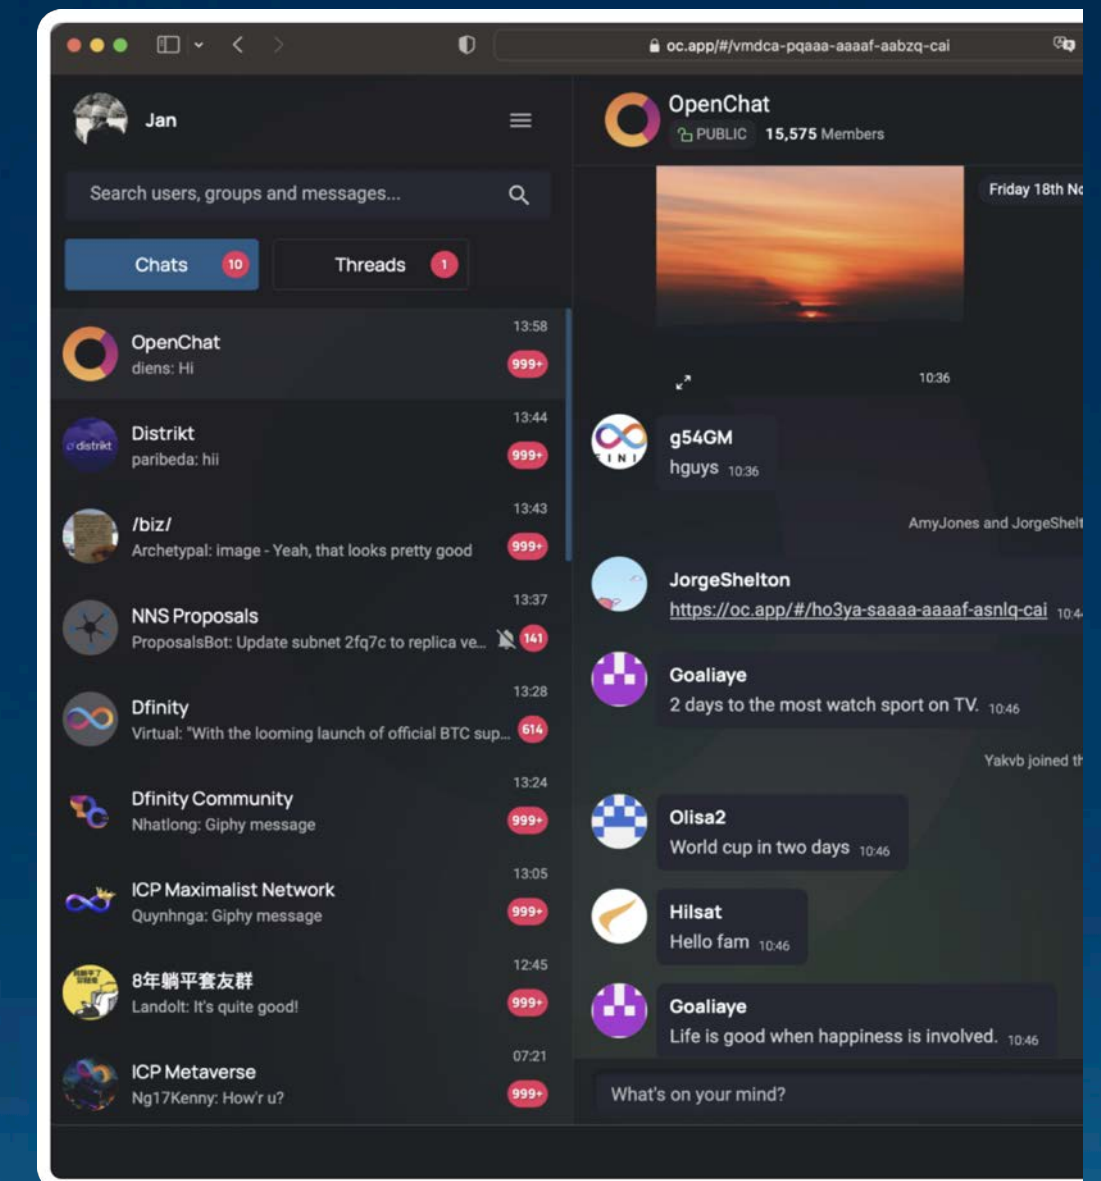 oc.app/#/vmdca-pqaaa-aaaaf-aabzq-cai
Jan
Search users, groups and messages...
Chats 10
Threads 1
OpenChat 13:58
diens: Hi 999+
distrikt
Distrikt 13:44
paribeda: hii 999+
/biz/ 13:43
Archetypal: image - Yeah, that looks pretty good 999+
NNS Proposals 13:37
ProposalsBot: Update subnet 2fq7c to replica ve... 141
Dfinity 13:28
Virtual: "With the looming launch of official BTC sup... 614
Dfinity Community 13:24
Nhatlong: Giphy message 999+
ICP Maximalist Network 13:05
Quynhnga: Giphy message 999+
8年躺平套友群 12:45
Landolt: It's quite good! 999+
ICP Metaverse 07:21
Ng17Kenny: How'r u? 999+
OpenChat
PUBLIC 15,575 Members
Friday 18th
10:36
FINI
g54GM
hguys 10:36
AmyJones and
JorgeShelton
https://oc.app/#/ho3ya-saaaa-aaaaf-asnlq-cai
Goaliaye
2 days to the most watch sport on TV. 10:46
Yakvb joined
Olisa2
World cup in two days 10:46
Hilsat
Hello fam 10:46
Goaliaye
Life is good when happiness is involved. 10:46
What's on your mind?